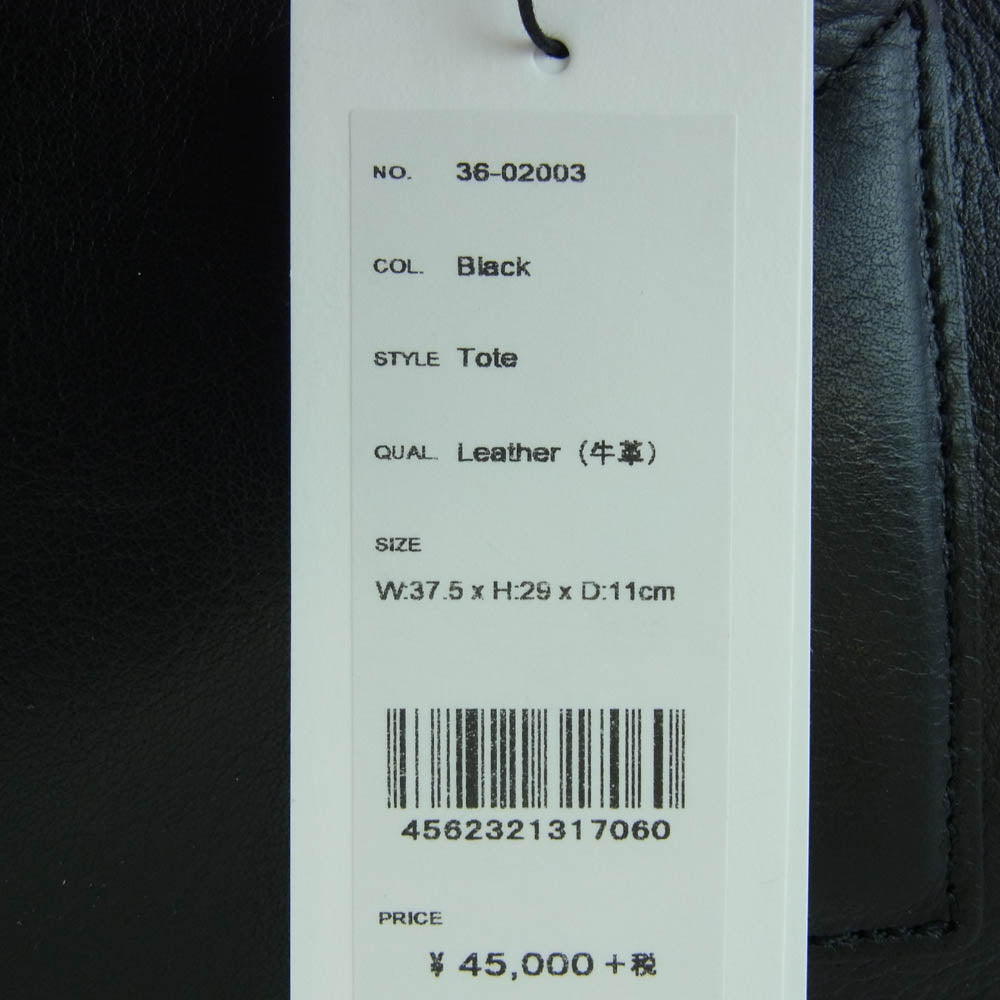 NO. 36-02003
COL. Black
STYLE Tote
QUAL. Leather (牛革)
SIZE
W:37.5 x H:29 x D:11cm
4562321317060
PRICE
¥ 45,000 +税